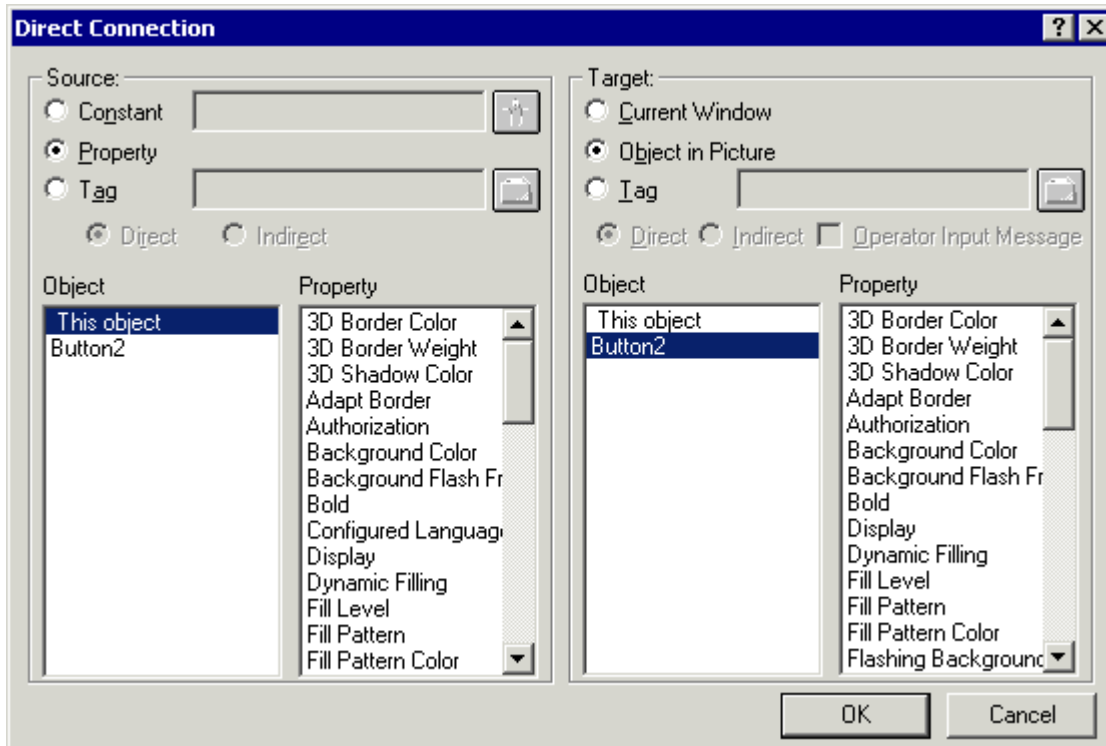 Direct Connection
Source:
Constant
Property
Tag
Direct Indirect
Object Property
This object
Button2
3D Border Color
3D Border Weight
3D Shadow Color
Adapt Border
Authorization
Background Color
Background Flash Fr
Bold
Configured Languag
Display
Dynamic Filling
Fill Level
Fill Pattern
Fill Pattern Color
Target:
Current Window
Object in Picture
Tag
Direct Indirect Operator Input Message
Object Property
This object
Button2
3D Border Color
3D Border Weight
3D Shadow Color
Adapt Border
Authorization
Background Color
Background Flash Fr
Bold
Display
Dynamic Filling
Fill Level
Fill Pattern
Fill Pattern Color
Flashing Background
OK Cancel